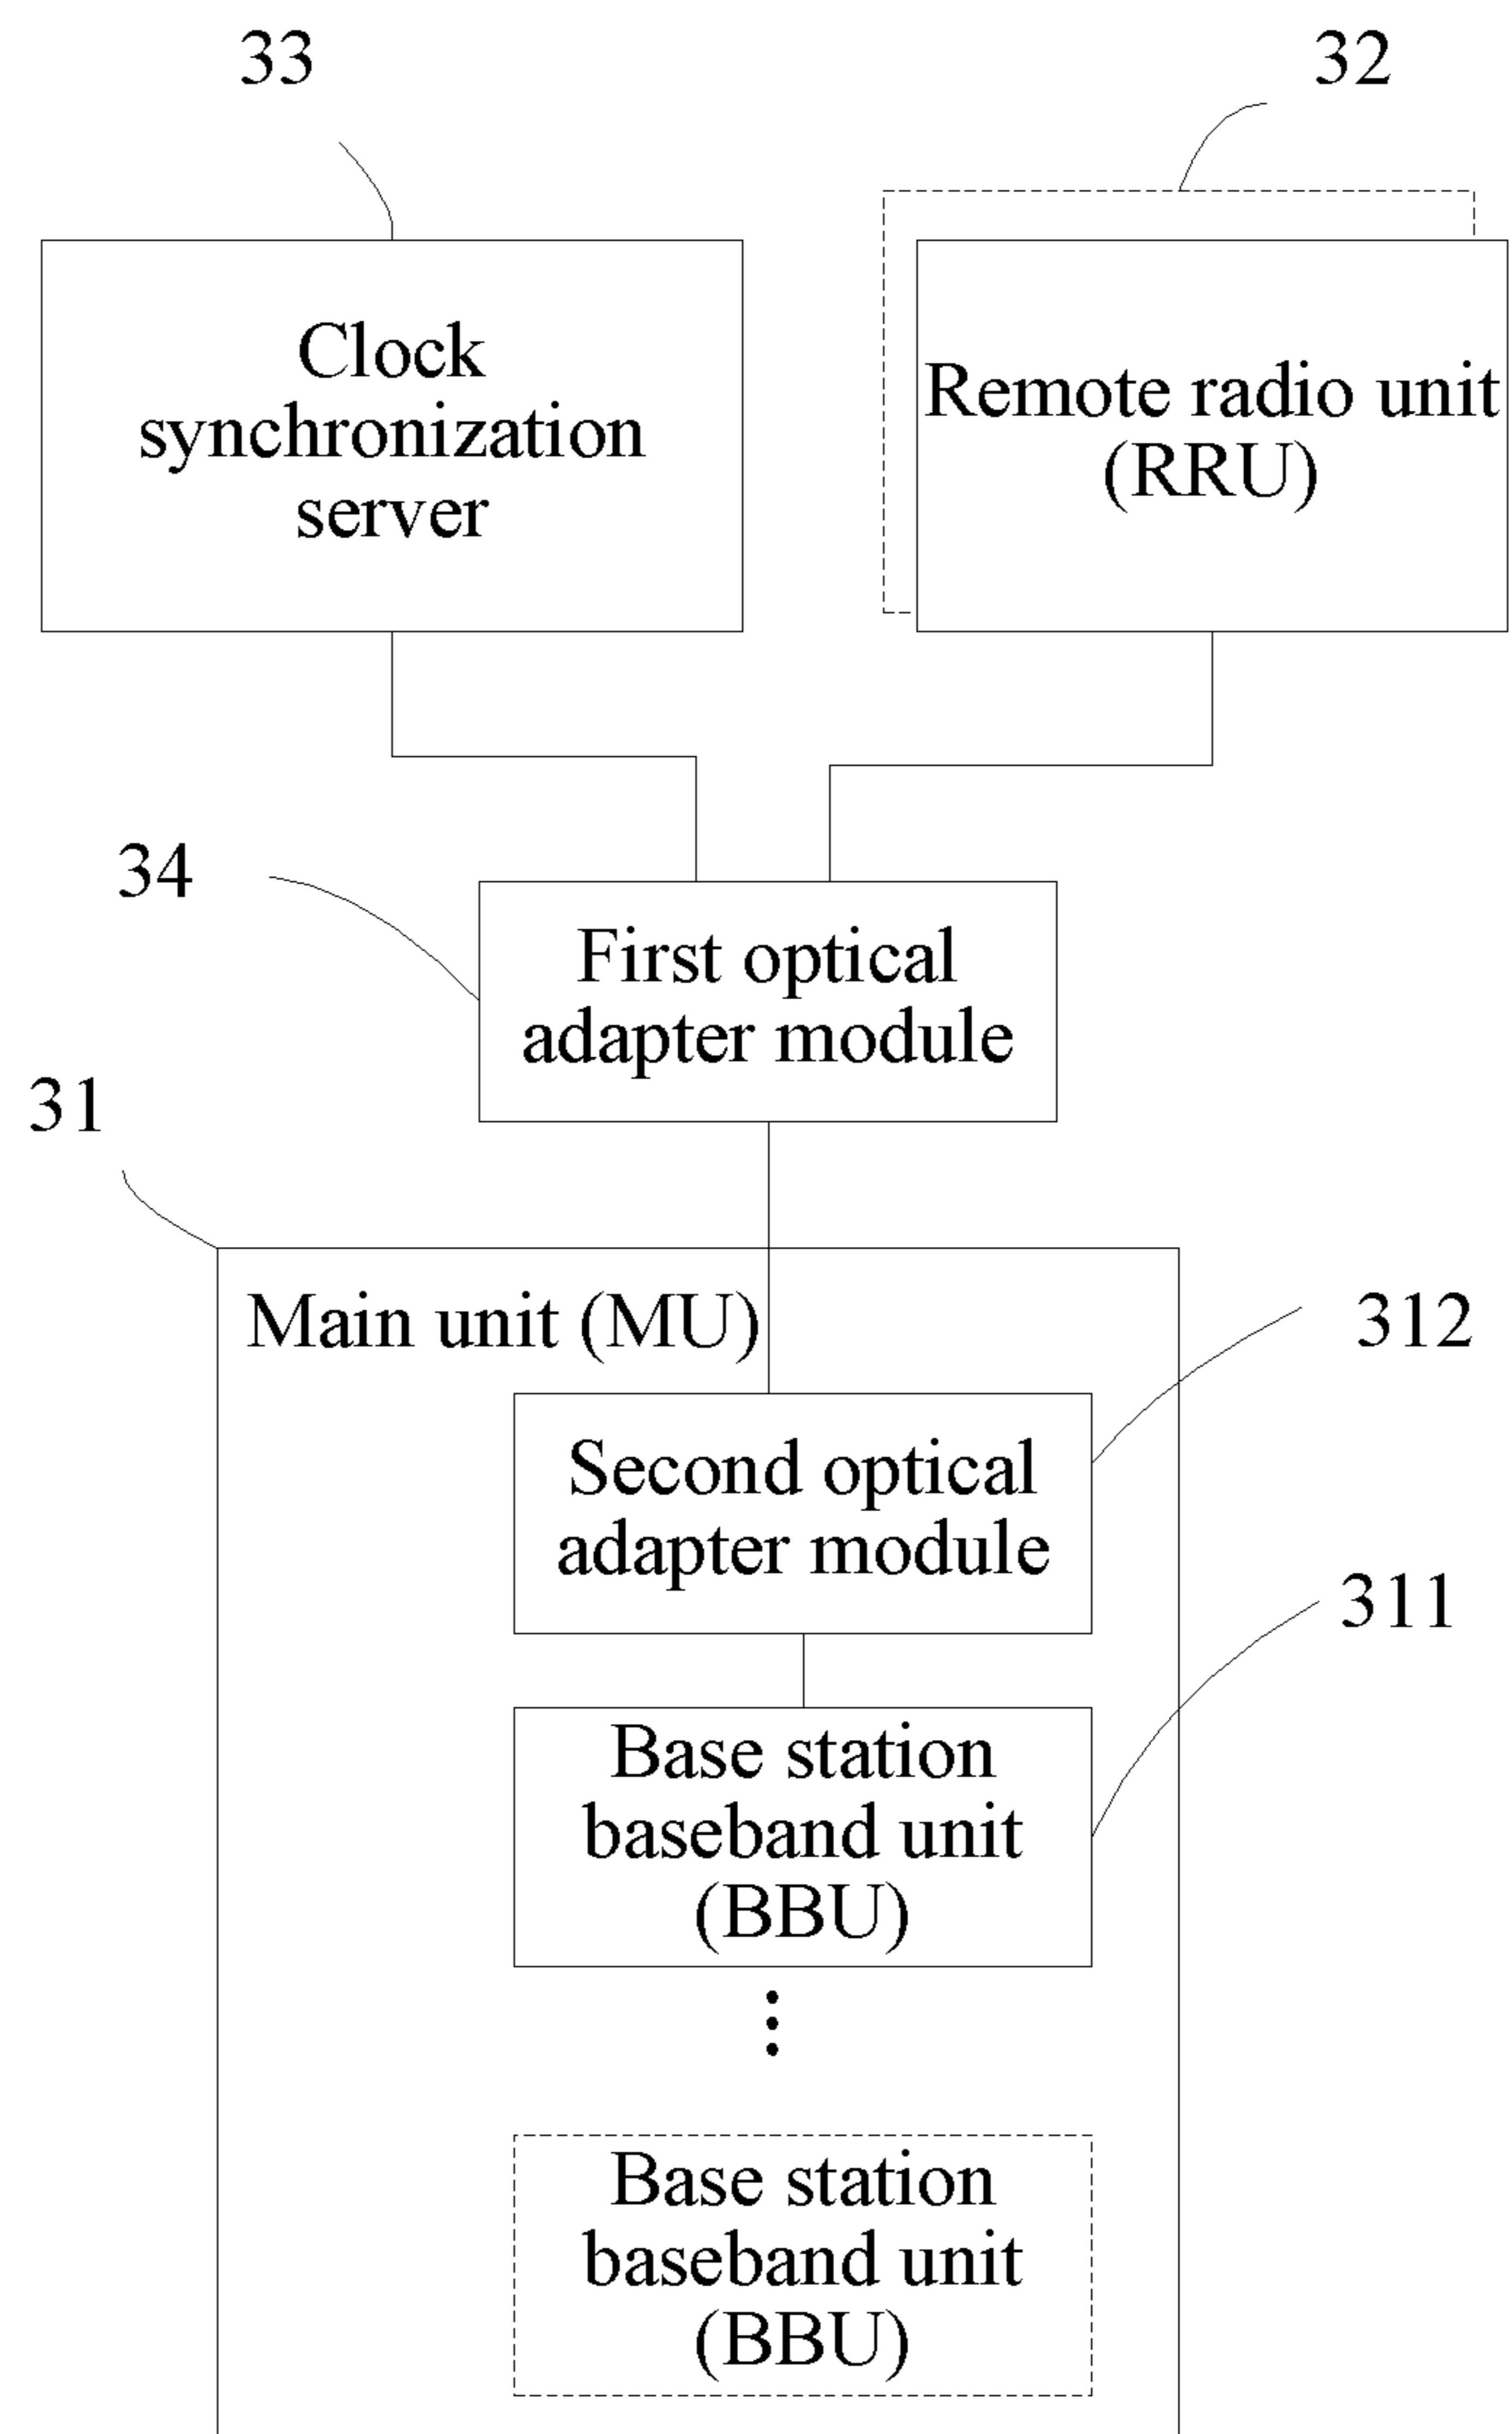 33
32
Clock
synchronization
server
Remote radio unit
(RRU)
34
First optical
adapter module
31
Main unit (MU)
312
Second optical
adapter module
311
Base station
baseband unit
(BBU)
Base station
baseband unit
(BBU)